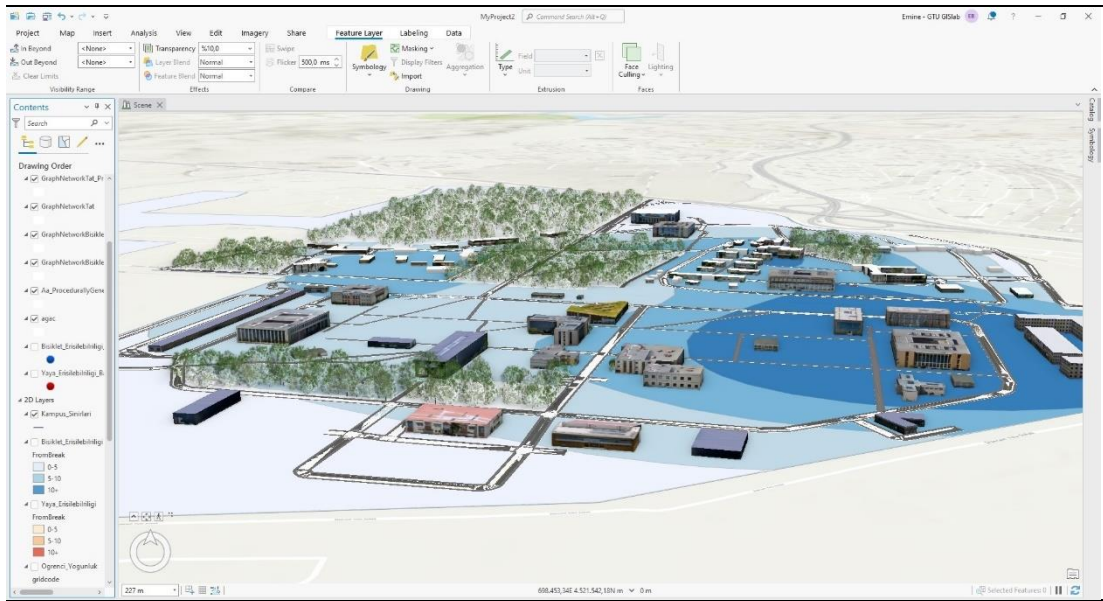 MyProject2 Command Search (Alt+Q) Emine - GTU GISlab ? — X
Project Map Insert Analysis View Edit Imagery Share Feature Layer Labeling Data
In Beyond <None> Transparency %10,0 Swipe Masking Field
Out Beyond <None> Layer Blend Normal Flicker 500,0 ms Symbology Display Filters Aggregation Type Unit Face Culling Lighting
Clear Limits Feature Blend Normal Import
Visibility Range Effects Compare Drawing Extrusion Faces
Contents
Scene
Catalog
Symbology
Search
Drawing Order
GraphNetworkTat_Pr
GraphNetworkTat
GraphNetworkBisikle
GraphNetworkBisikle
Aa_ProcedurallyGene
agac
Bisiklet_Erisilebilirligi_
Yaya_Erisilebilirligi_B
2D Layers
Kampus_Sinirlari
Bisiklet_Erisilebilirligi
FromBreak
0-5
5-10
10+
Yaya_Erisilebilirligi
FromBreak
0-5
5-10
10+
Ogrenci_Yogunluk
gridcode
227 m 698.453,34E 4.521.542,18N m 0 m Selected Features: 0